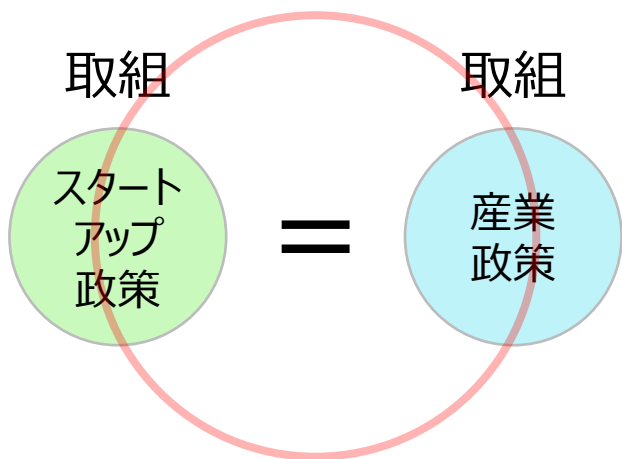 取組
スタート
アップ
政策
=
取組
産業
政策